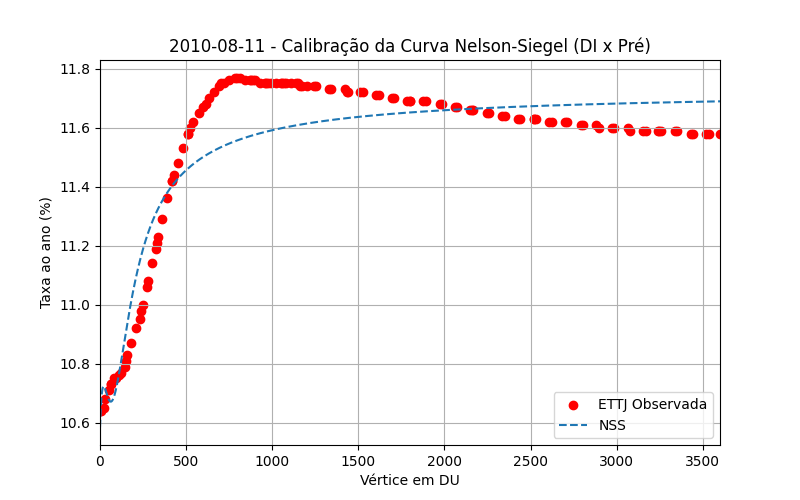 2010-08-11 - Calibração da Curva Nelson-Siegel (DI x Pré)
Taxa ao ano (%)
11.8
11.6
11.4
11.2
11.0
10.8
10.6
ETTJ Observada
NSS
0 500 1000 1500 2000 2500 3000 3500
Vértice em DU